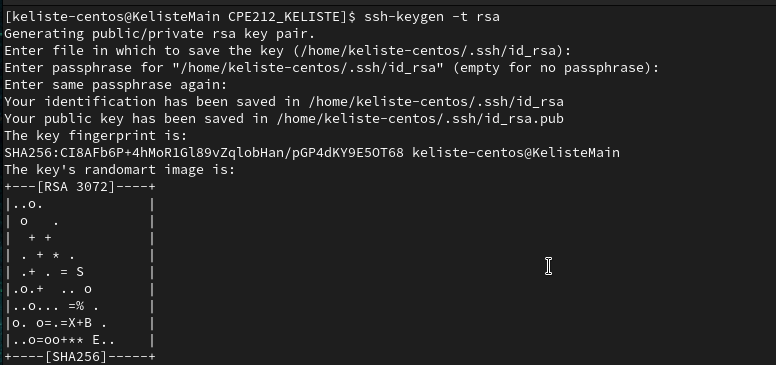 [keliste-centos@KelisteMain CPE212_KELISTE]$ ssh-keygen -t rsa
Generating public/private rsa key pair.
Enter file in which to save the key (/home/keliste-centos/.ssh/id_rsa):
Enter passphrase for "/home/keliste-centos/.ssh/id_rsa" (empty for no passphrase):
Enter same passphrase again:
Your identification has been saved in /home/keliste-centos/.ssh/id_rsa
Your public key has been saved in /home/keliste-centos/.ssh/id_rsa.pub
The key fingerprint is:
SHA256:CI8AFb6P+4hMoR1Gl89vZqlobHan/pGP4dKY9E5OT68 keliste-centos@KelisteMain
The key's randomart image is:
+---[RSA 3072]----+
|..o.             |
| o   .           |
|  + +            |
| . + * .         |
| .+ . = S        |
|.o.+  .. o       |
|..o... =% .      |
|o. o=.=X+B .     |
|..o=oo+** E..    |
+----[SHA256]-----+